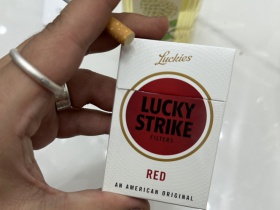 Luckies
LUCKY
STRIKE
FILTERS
RED
AN AMERICAN ORIGINAL